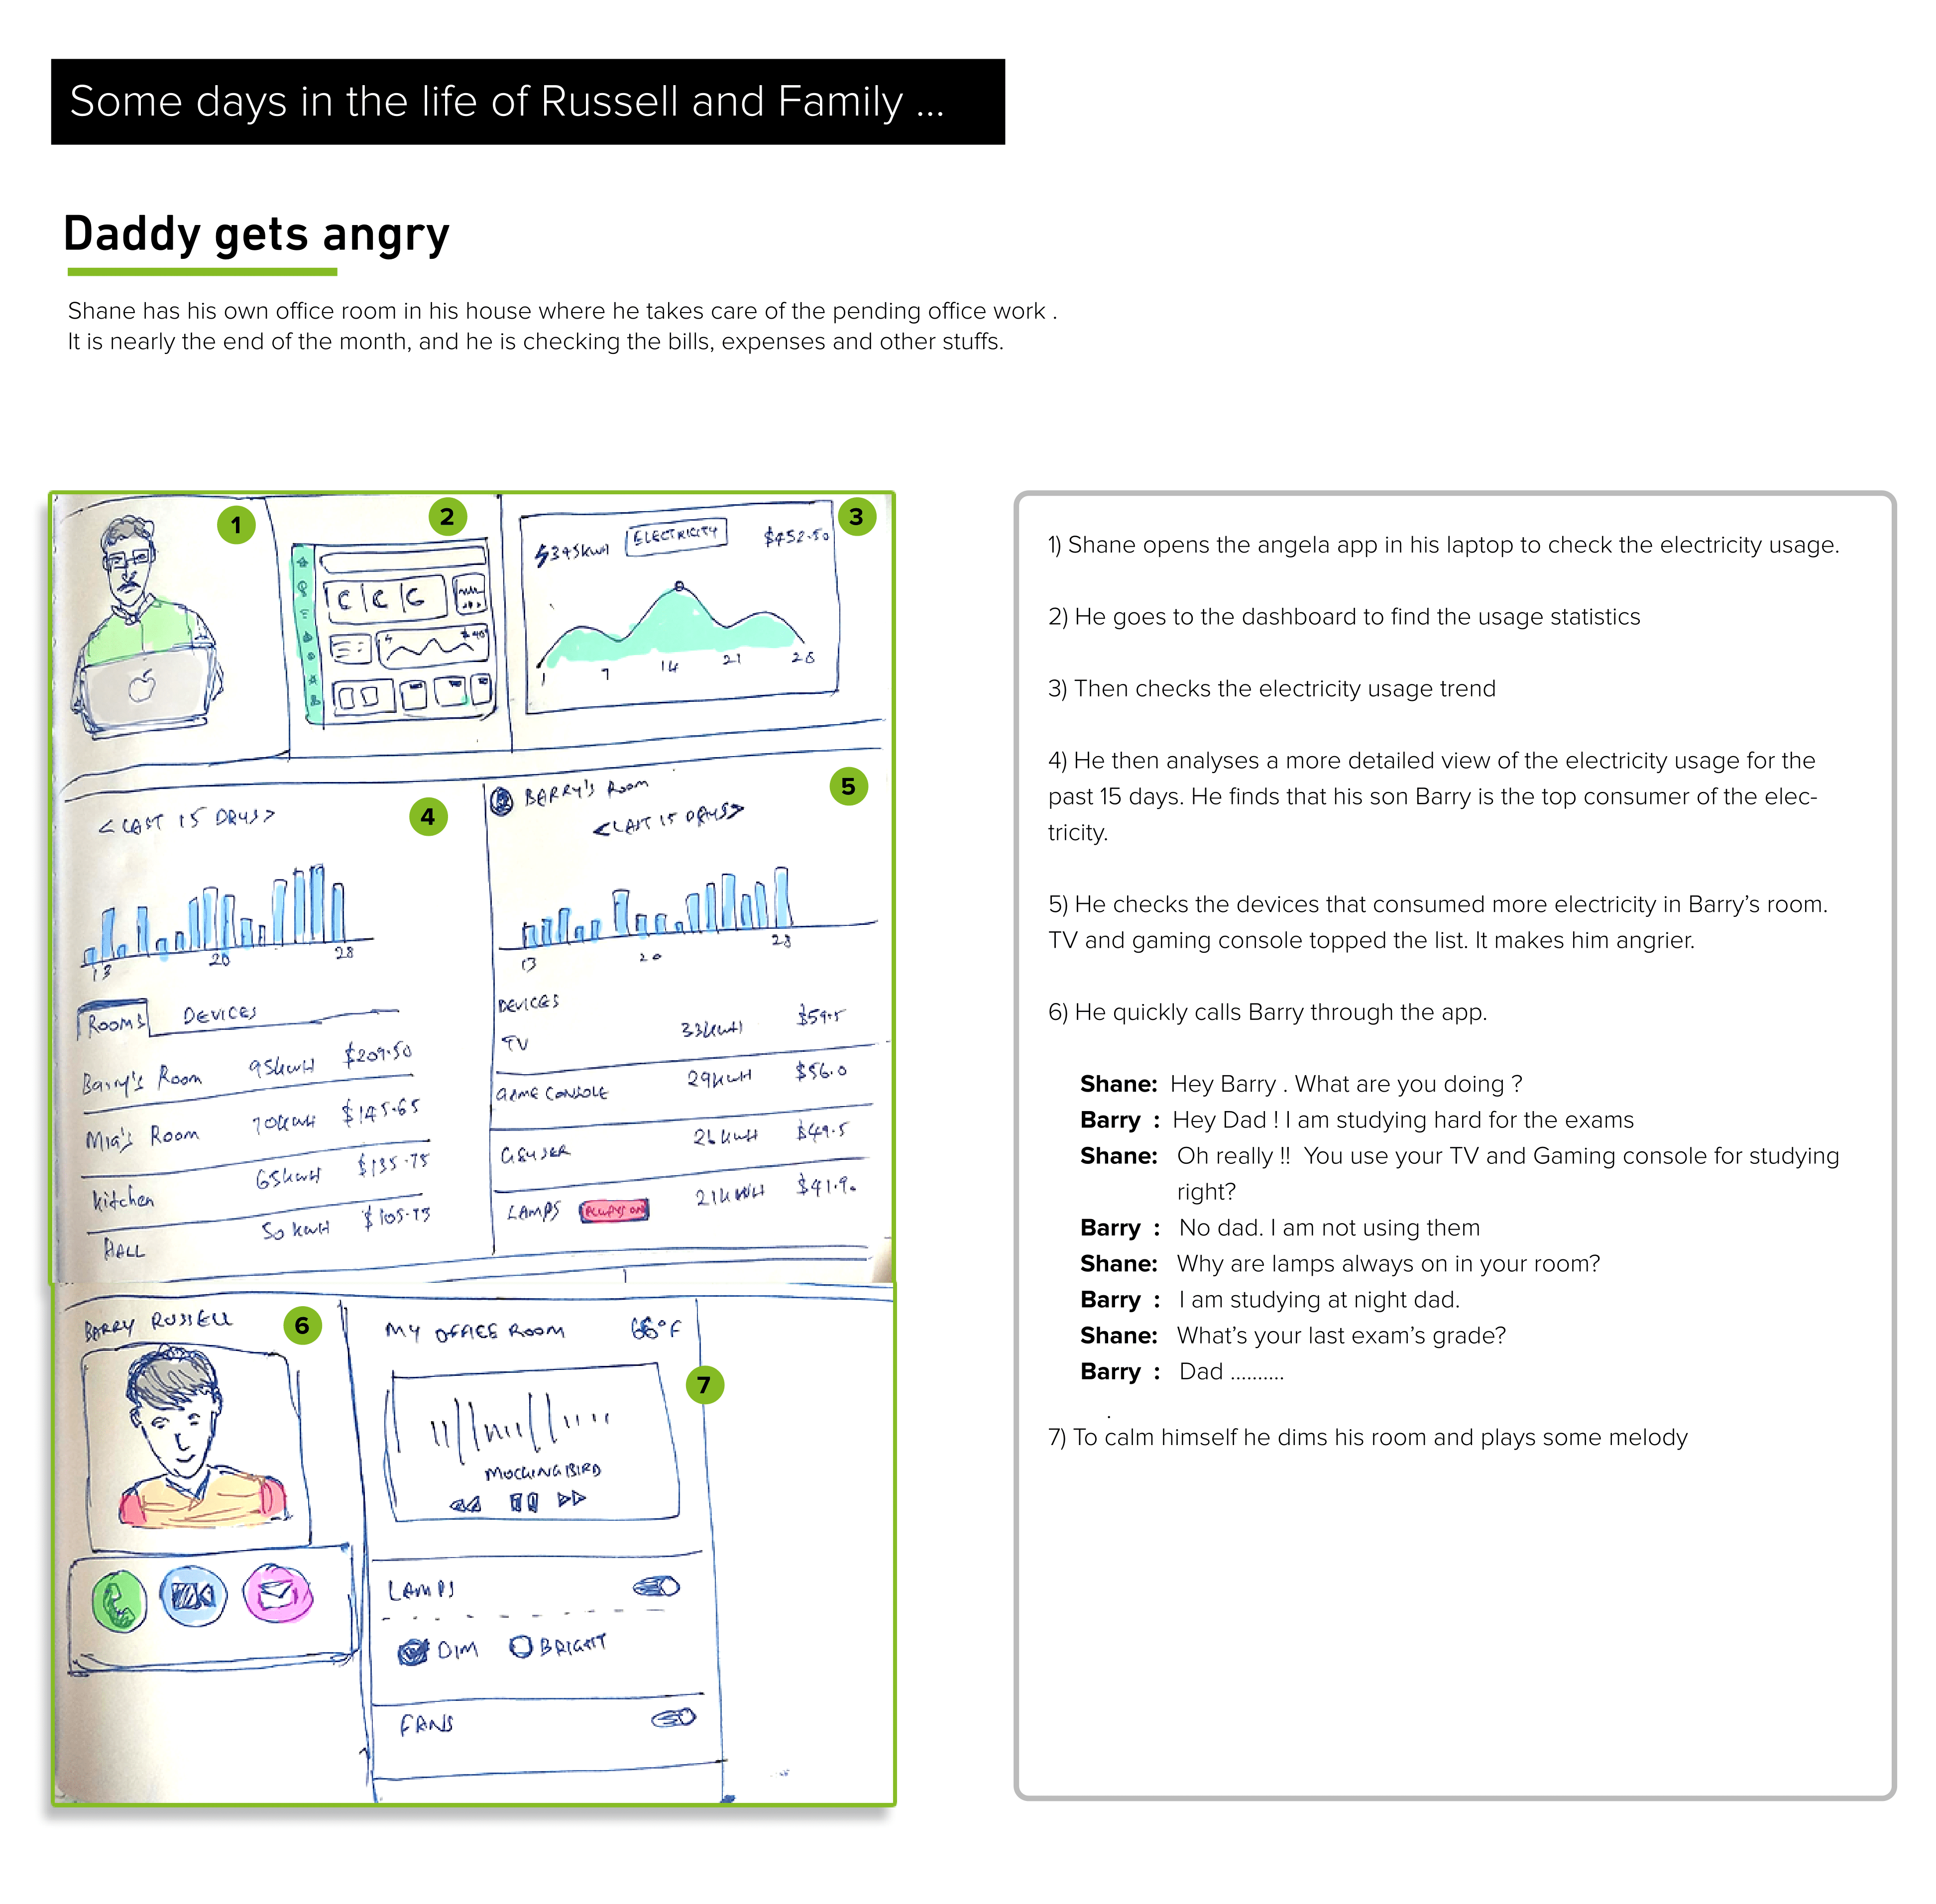 Some days in the life of Russell and Family ...
Daddy gets angry
Shane has his own office room in his house where he takes care of the pending office work .
It is nearly the end of the month, and he is checking the bills, expenses and other stuffs.
1
2
3
C C C
345kwH ELECTRICITY $452.50
1 7 14 21 28
4
<LAST 15 DAYS>
13 20 28
ROOMS DEVICES
Barry's Room 95kwH $209.50
Mia's Room 70kwH $145.65
Kitchen 65kwH $135.75
HALL 50 kwH $105.75
5
BARRY'S ROOM
<LAST 15 DAYS>
13 20 28
DEVICES
TV 33kwH $59.5
GAME CONSOLE 29kwH $56.0
26kwH $49.5
LAMPS ALWAYS ON 21kWH $41.9
6
BARRY RUSSELL
7
MY OFFICE ROOM 66°F
MOCKINGBIRD
LAMPS
DIM BRIGHT
FANS
1) Shane opens the angela app in his laptop to check the electricity usage.
2) He goes to the dashboard to find the usage statistics
3) Then checks the electricity usage trend
4) He then analyses a more detailed view of the electricity usage for the
past 15 days. He finds that his son Barry is the top consumer of the elec-
tricity.
5) He checks the devices that consumed more electricity in Barry's room.
TV and gaming console topped the list. It makes him angrier.
6) He quickly calls Barry through the app.
Shane: Hey Barry . What are you doing ?
Barry : Hey Dad ! I am studying hard for the exams
Shane: Oh really !! You use your TV and Gaming console for studying
right?
Barry : No dad. I am not using them
Shane: Why are lamps always on in your room?
Barry : I am studying at night dad.
Shane: What's your last exam's grade?
Barry : Dad ..........
.
7) To calm himself he dims his room and plays some melody